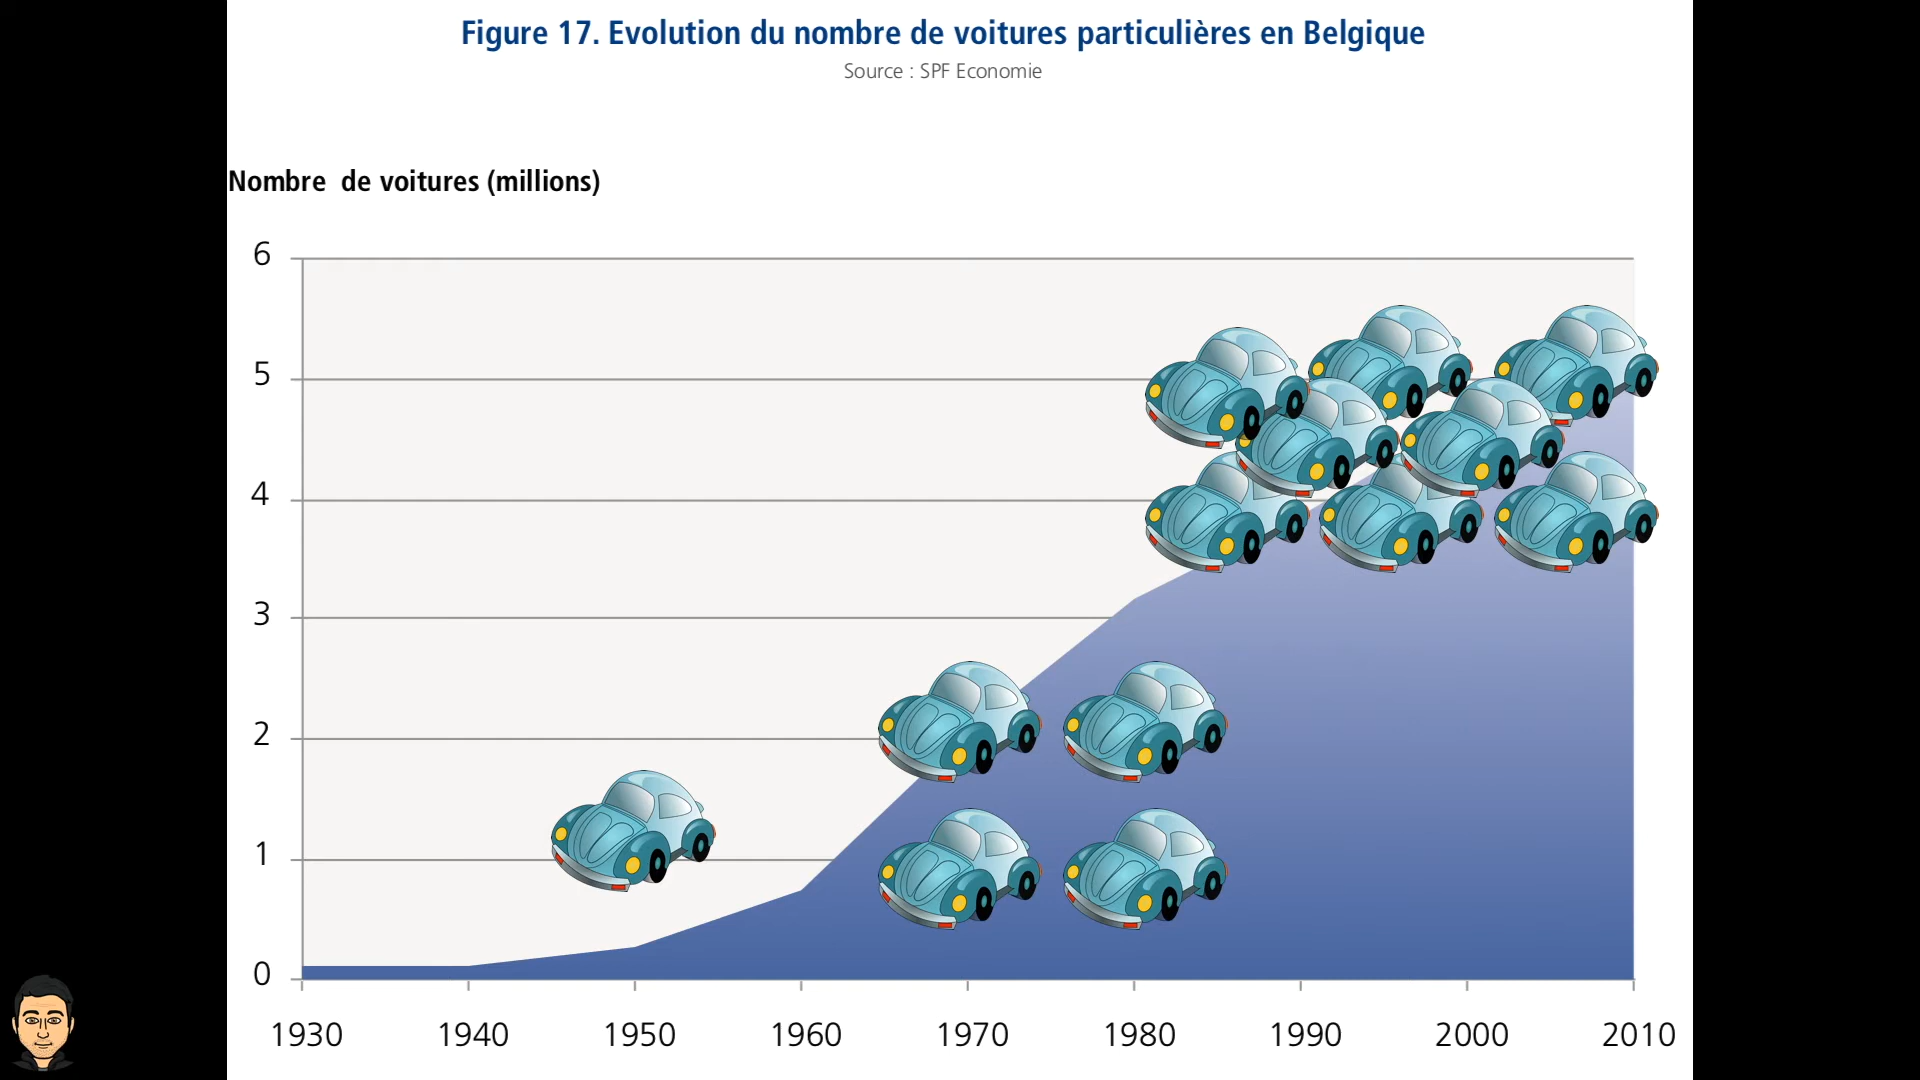 Figure 17. Evolution du nombre de voitures particulières en Belgique
Source : SPF Economie
Nombre de voitures (millions)
6
5
4
3
2
1
0
1930 1940 1950 1960 1970 1980 1990 2000 2010